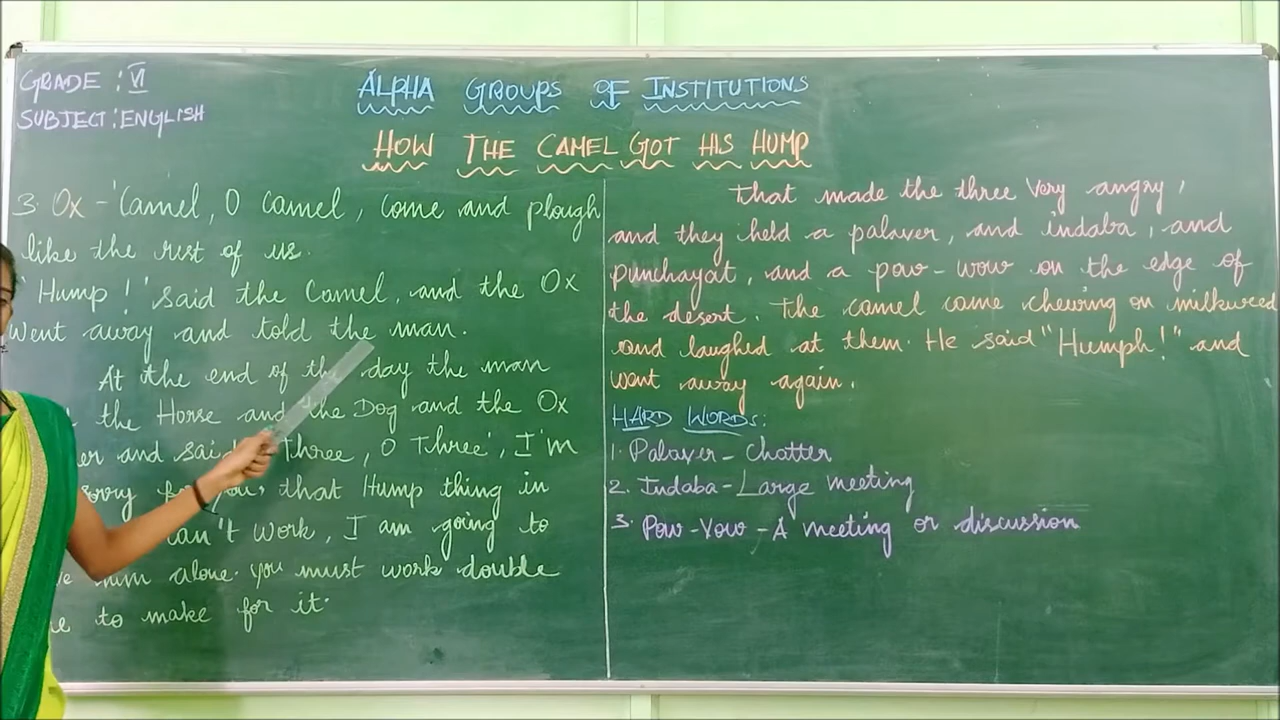 GRADE : VI
SUBJECT : ENGLISH
ALPHA GROUPS OF INSTITUTIONS
HOW THE CAMEL GOT HIS HUMP
3. Ox - 'Camel, O Camel, come and plough
like the rest of us.
'Hump!' said the Camel, and the Ox
went away and told the man.
At the end of the day the man
the Horse and the Dog and the Ox
and said Three, O Three', I'm
for you, that Hump thing in
can't work, I am going to
him alone. you must work double
to make for it.
That made the three very angry,
and they held a palaver, and indaba, and
punchayat, and a pow-wow on the edge of
the desert. The camel came chewing on milkweed
and laughed at them. He said "Humph!" and
went away again.
HARD WORDS:
1. Palaver - Chatter
2. Indaba - Large meeting
3. Pow-Yow - A meeting or discussion